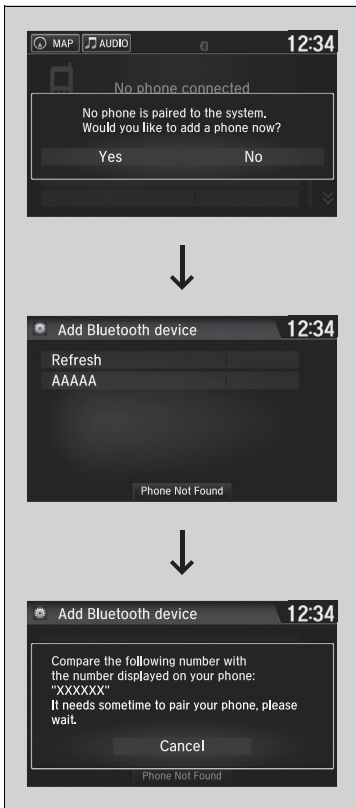 MAP AUDIO 12:34
No phone connected
No phone is paired to the system.
Would you like to add a phone now?
Yes No
Add Bluetooth device 12:34
Refresh
AAAAA
Phone Not Found
Add Bluetooth device 12:34
Compare the following number with
the number displayed on your phone:
"XXXXXX"
It needs sometime to pair your phone, please
wait.
Cancel
Phone Not Found